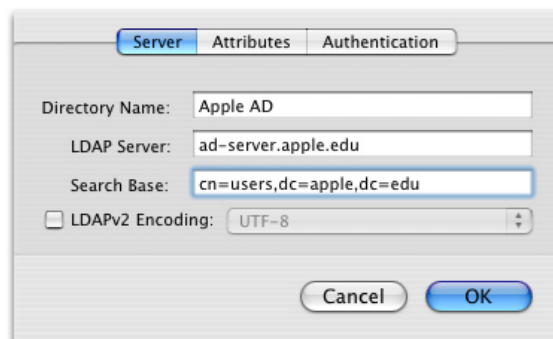 Server Attributes Authentication
Directory Name: Apple AD
LDAP Server: ad-server.apple.edu
Search Base: cn=users,dc=apple,dc=edu
LDAPv2 Encoding: UTF-8
Cancel OK